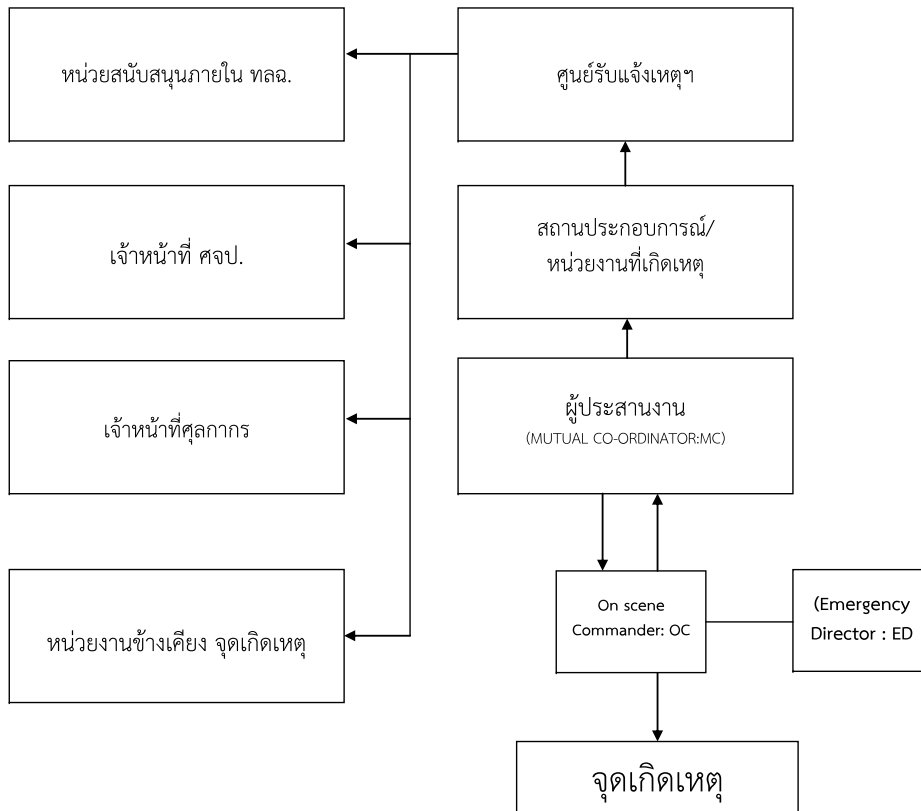 หน่วยสนับสนุนภายใน ทลฉ.
ศูนย์รับแจ้งเหตุฯ
เจ้าหน้าที่ ศจป.
สถานประกอบการณ์/
หน่วยงานที่เกิดเหตุ
เจ้าหน้าที่ศุลกากร
ผู้ประสานงาน
(MUTUAL CO-ORDINATOR:MC)
หน่วยงานข้างเคียง จุดเกิดเหตุ
On scene
Commander: OC
(Emergency
Director : ED
จุดเกิดเหตุ